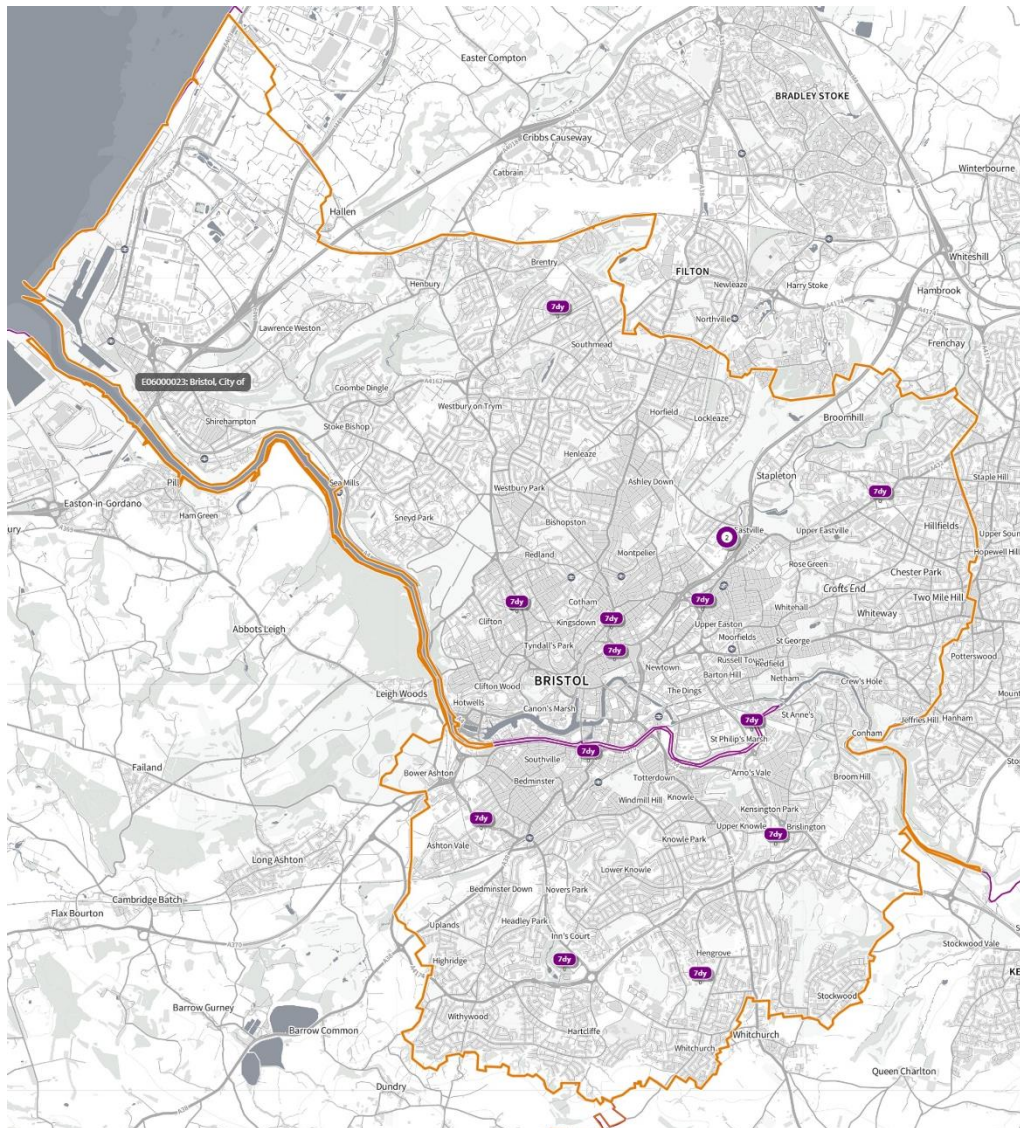 Easter Compton
BRADLEY STOKE
Cribbs Causeway
Catbrain
Winterbourne
Hallen
Whiteshill
Brentry
FILTON
Henbury
Newleaze
Harry Stoke
Hambrook
7dy
Lawrence Weston
Northville
A4174
Frenchay
Southmead
E06000023: Bristol, City of
Coombe Dingle
A4162
Westbury on Trym
Horfield
Lockleaze
Broomhill
Shirehampton
Stoke Bishop
Henleaze
Stapleton
Staple Hill
Pill
Sea Mills
Westbury Park
Ashley Down
7dy
Easton-in-Gordano
Ham Green
Sneyd Park
Bishopston
2
Eastville
Upper Eastville
Hillfields
Upper Soun
Redland
Montpelier
Rose Green
Hopewell Hill
Chester Park
7dy
Cotham
7dy
Crofts End
Two Mile Hill
Clifton
Kingsdown
7dy
Upper Easton
Whitehall
Whiteway
Abbots Leigh
Tyndall's Park
7dy
Moorfields
St George
Russell Town
Redfield
Potterswood
Newtown
Barton Hill
Netham
Crew's Hole
Leigh Woods
Clifton Wood
BRISTOL
The Dings
Hotwells
Canon's Marsh
7dy
St Anne's
Jeffries Hill
Hanham
St Philip's Marsh
Conham
Failand
Southville
7dy
Bower Ashton
Bedminster
Totterdown
Arno's Vale
Broom Hill
Windmill Hill
Knowle
Kensington Park
7dy
Upper Knowle
7dy
Brislington
Ashton Vale
Knowle Park
Long Ashton
Lower Knowle
Bedminster Down
Novers Park
Cambridge Batch
Flax Bourton
Uplands
Headley Park
A370
Inn's Court
Stockwood Vale
Highridge
7dy
Hengrove
7dy
KE
Stockwood
Barrow Gurney
Withywood
Barrow Common
Hartcliffe
Whitchurch
Whitchurch
Dundry
Queen Charlton
A38